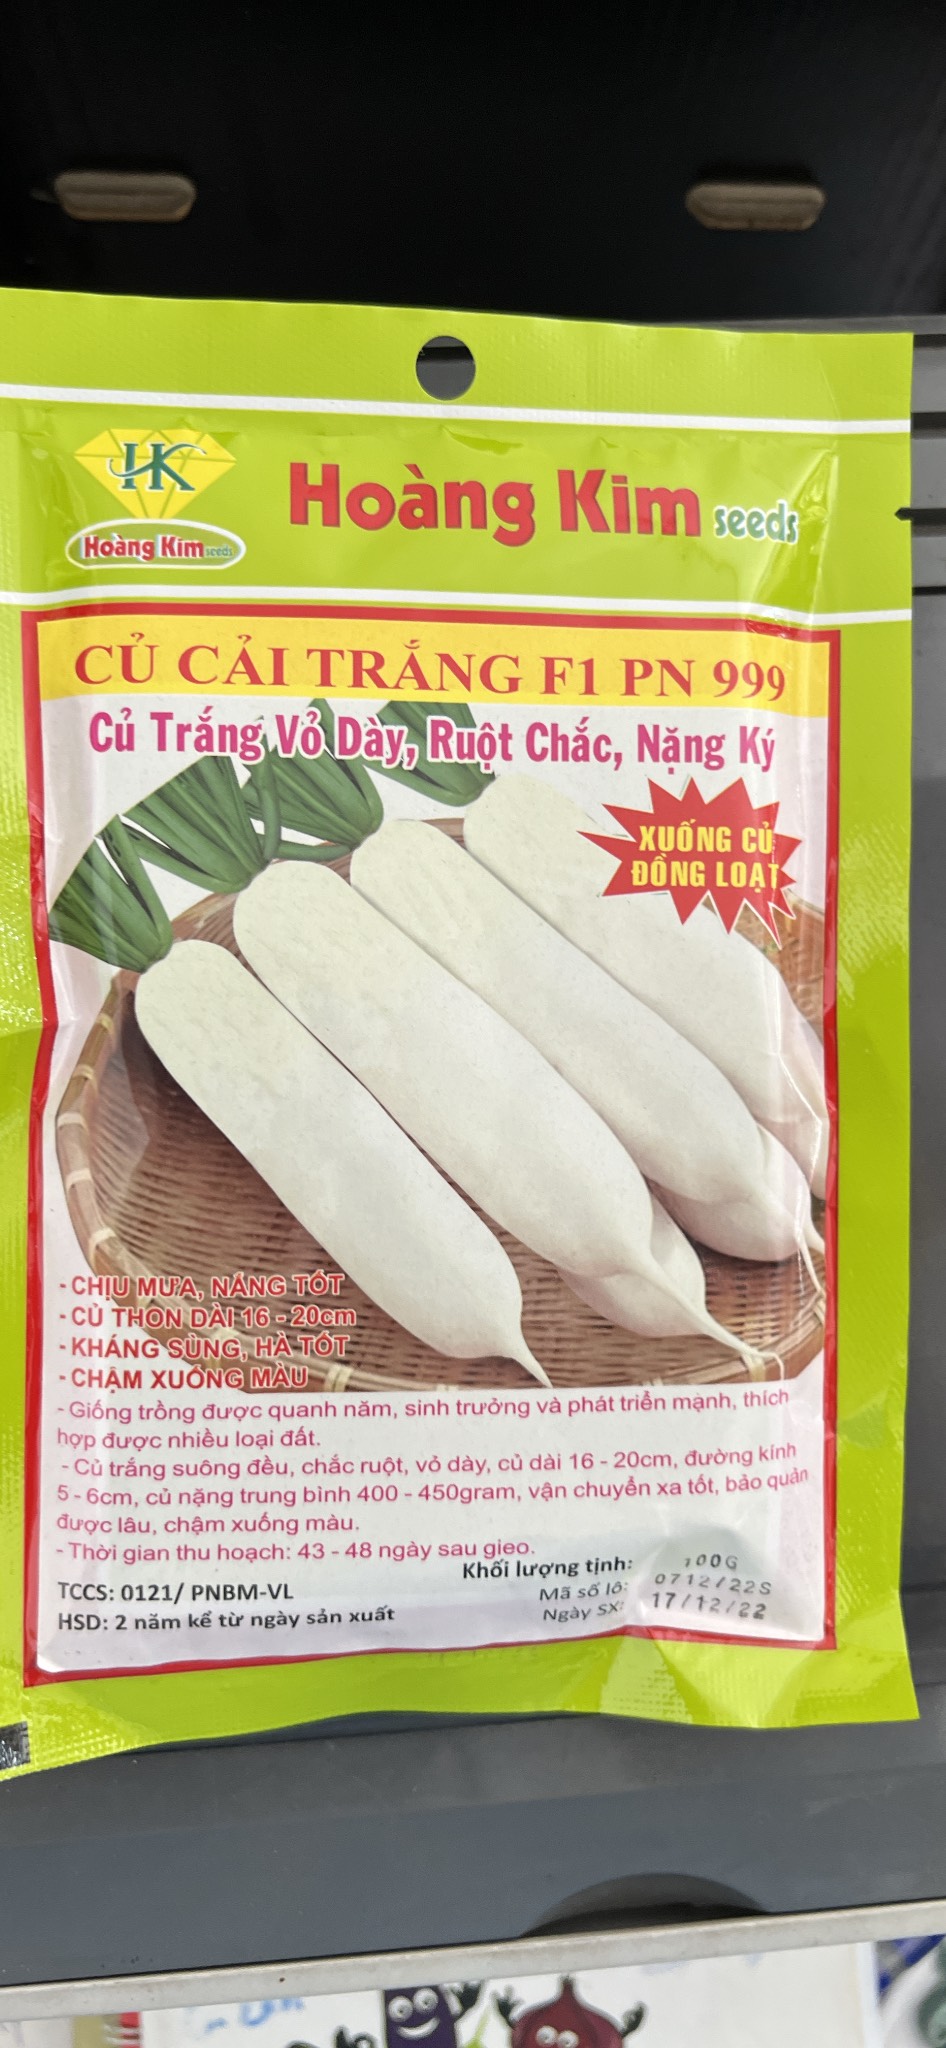 HK
Hoàng Kim seeds
Hoàng Kim seeds
CỦ CẢI TRẮNG F1 PN 999
Củ Trắng Vỏ Dày, Ruột Chắc, Nặng Ký
XUỐNG CỦ
ĐỒNG LOẠT
- CHỊU MƯA, NẮNG TỐT
- CỦ THON DÀI 16 - 20cm
- KHÁNG SÙNG, HÀ TỐT
- CHẬM XUỐNG MÀU
- Giống trồng được quanh năm, sinh trưởng và phát triển mạnh, thích
hợp được nhiều loại đất.
- Củ trắng suông đều, chắc ruột, vỏ dày, củ dài 16 - 20cm, đường kính
5 - 6cm, củ nặng trung bình 400 - 450gram, vận chuyển xa tốt, bảo quản
được lâu, chậm xuống màu.
- Thời gian thu hoạch: 43 - 48 ngày sau gieo.
Khối lượng tịnh: 100G
TCCS: 0121/ PNBM-VL
Mã số lô: 0712/22S
HSD: 2 năm kể từ ngày sản xuất
Ngày SX: 17/12/22